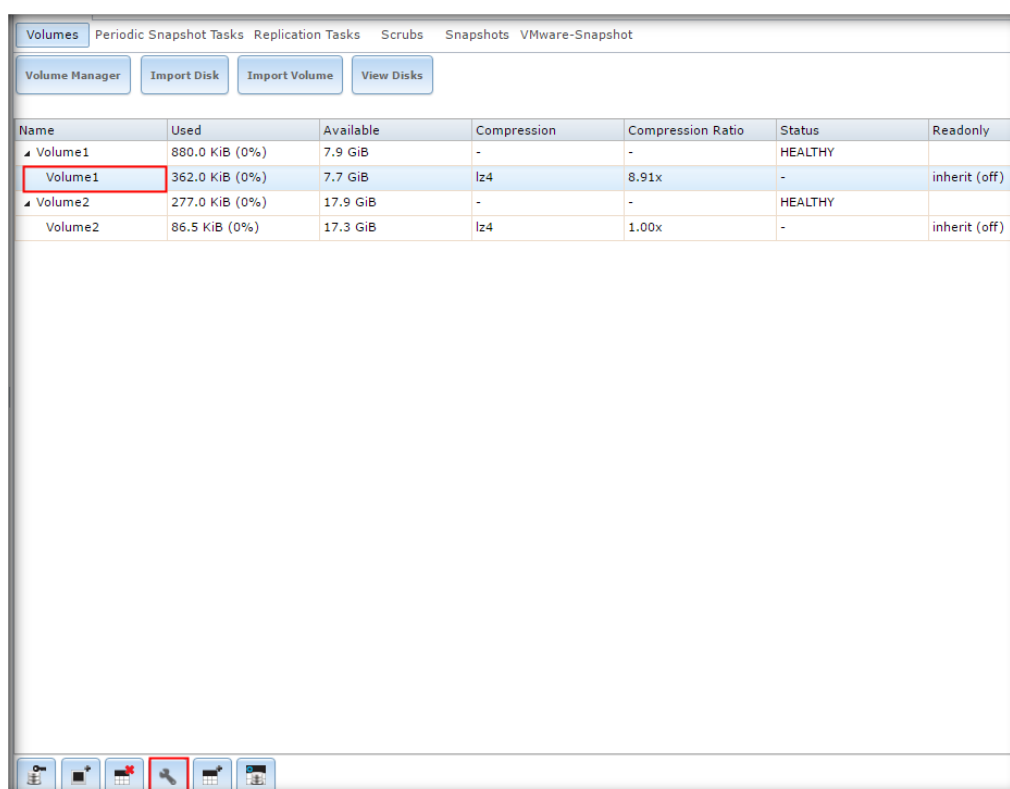 Volumes Periodic Snapshot Tasks Replication Tasks Scrubs Snapshots VMware-Snapshot
Volume Manager Import Disk Import Volume View Disks
Name Used Available Compression Compression Ratio Status Readonly
Volume1 880.0 KiB (0%) 7.9 GiB - - HEALTHY
Volume1 362.0 KiB (0%) 7.7 GiB lz4 8.91x - inherit (off)
Volume2 277.0 KiB (0%) 17.9 GiB - - HEALTHY
Volume2 86.5 KiB (0%) 17.3 GiB lz4 1.00x - inherit (off)